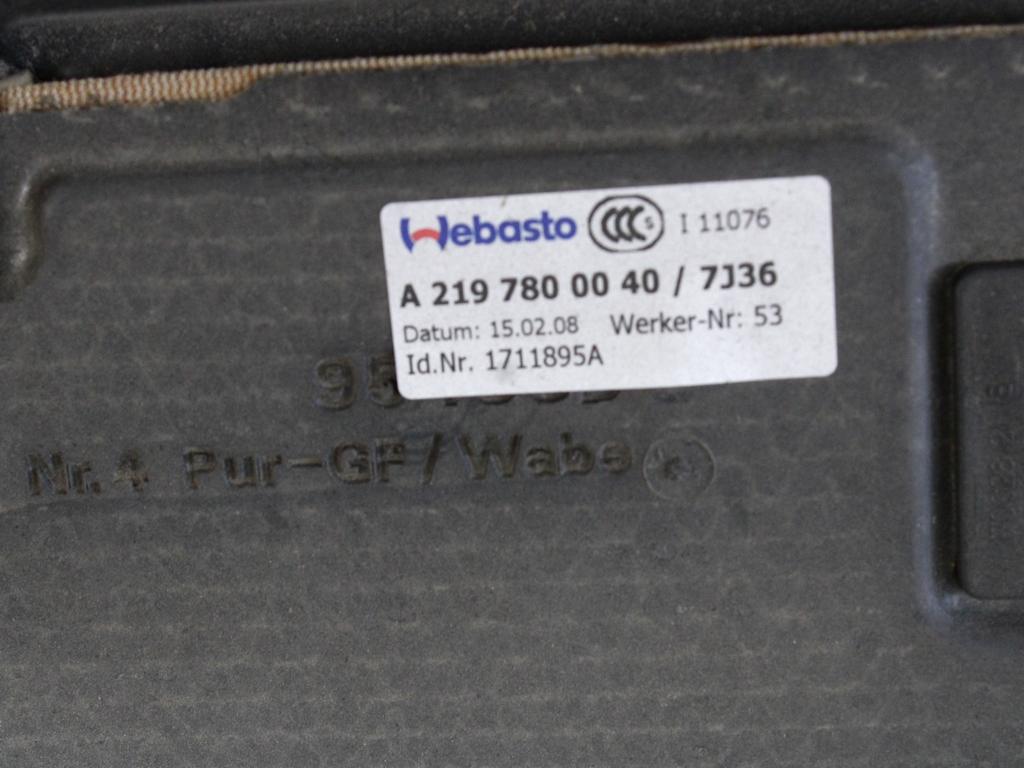 Webasto CCC S I 11076
A 219 780 00 40 / 7J36
Datum: 15.02.08 Werker-Nr: 53
Id.Nr. 1711895A
Nr.4 Pur-GF/Wabe